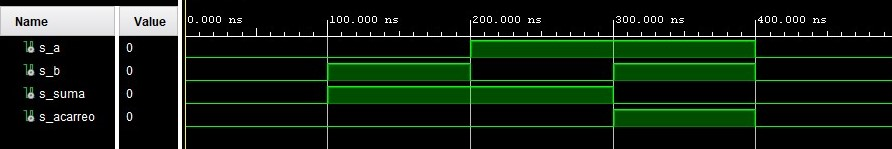 Name Value 0.000 ns 100.000 ns 200.000 ns 300.000 ns 400.000 ns
s_a 0
s_b 0
s_suma 0
s_acarreo 0